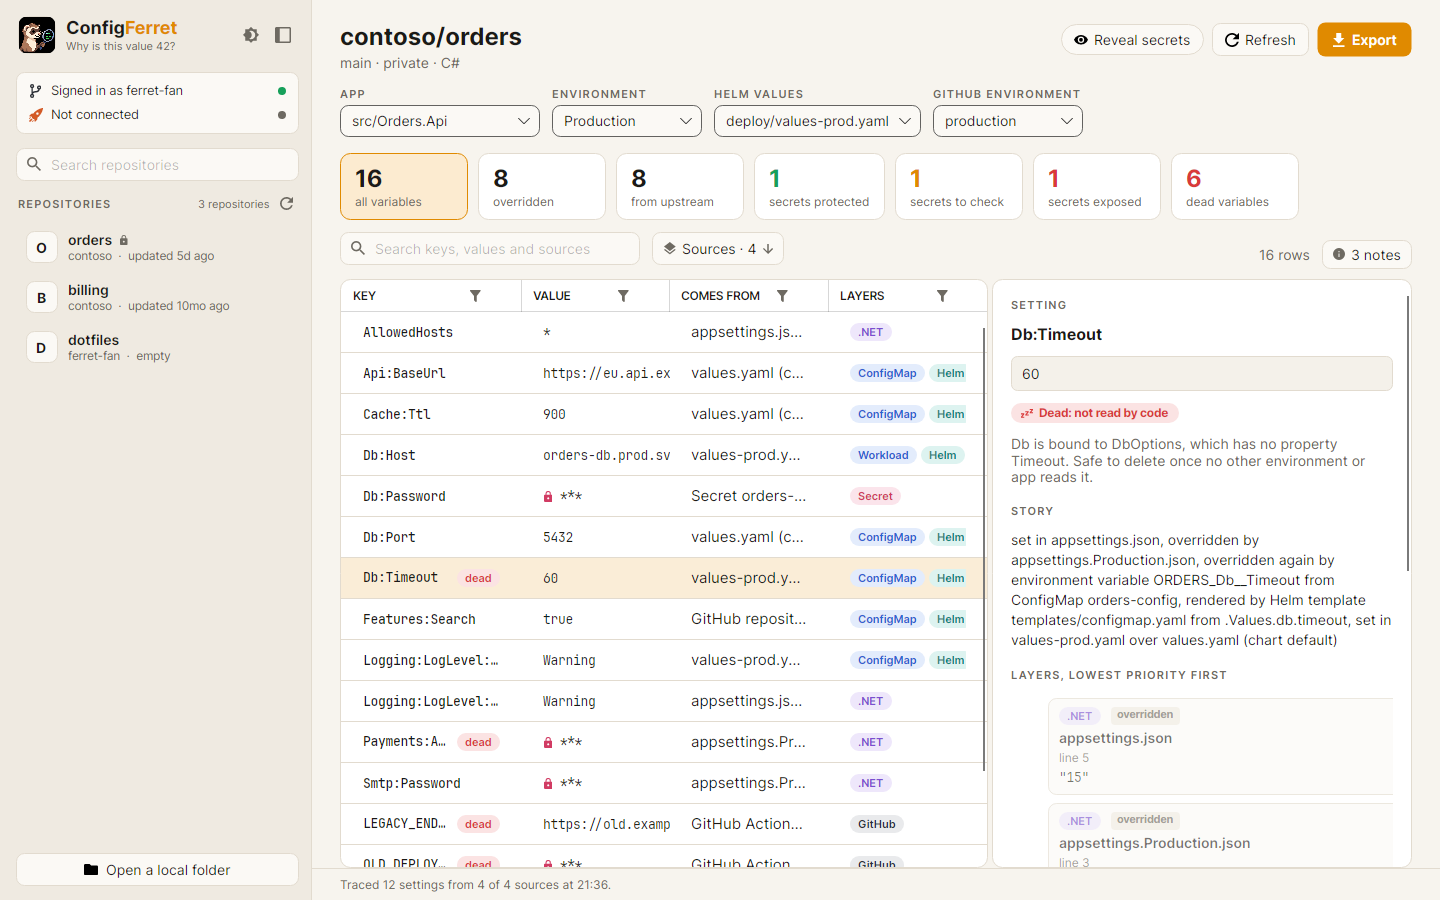 ConfigFerret
Why is this value 42?
Signed in as ferret-fan
Not connected
Search repositories
REPOSITORIES
3 repositories
O
orders
contoso · updated 5d ago
B
billing
contoso · updated 10mo ago
D
dotfiles
ferret-fan · empty
Open a local folder
contoso/orders
main · private · C#
Reveal secrets
Refresh
Export
APP
ENVIRONMENT
HELM VALUES
GITHUB ENVIRONMENT
src/Orders.Api
Production
deploy/values-prod.yaml
production
16
all variables
8
overridden
8
from upstream
1
secrets protected
1
secrets to check
1
secrets exposed
6
dead variables
Search keys, values and sources
Sources · 4
16 rows
3 notes
KEY VALUE COMES FROM LAYERS
AllowedHosts * appsettings.js... .NET
Api:BaseUrl https://eu.api.ex values.yaml (c... ConfigMap Helm
Cache:Ttl 900 values.yaml (c... ConfigMap Helm
Db:Host orders-db.prod.sv values-prod.y... Workload Helm
Db:Password *** Secret orders-... Secret
Db:Port 5432 values.yaml (c... ConfigMap Helm
Db:Timeout dead 60 values-prod.y... ConfigMap Helm
Features:Search true GitHub reposit... GitHub reposit... ConfigMap Helm
Logging:LogLevel:… Warning values-prod.y... ConfigMap Helm
Logging:LogLevel:… Warning appsettings.js... .NET
Payments:A… dead *** appsettings.Pr... .NET
Smtp:Password *** appsettings.Pr... .NET
LEGACY_END… dead https://old.examp GitHub Action... GitHub
OLD_DEPLOY… dead *** GitHub Action... GitHub
SETTING
Db:Timeout
60
zzz Dead: not read by code
Db is bound to DbOptions, which has no property
Timeout. Safe to delete once no other environment or
app reads it.
STORY
set in appsettings.json, overridden by
appsettings.Production.json, overridden again by
environment variable ORDERS_Db__Timeout from
ConfigMap orders-config, rendered by Helm template
templates/configmap.yaml from .Values.db.timeout, set in
values-prod.yaml over values.yaml (chart default)
LAYERS, LOWEST PRIORITY FIRST
.NET overridden
appsettings.json
line 5
"15"
.NET overridden
appsettings.Production.json
line 3
Traced 12 settings from 4 of 4 sources at 21:36.